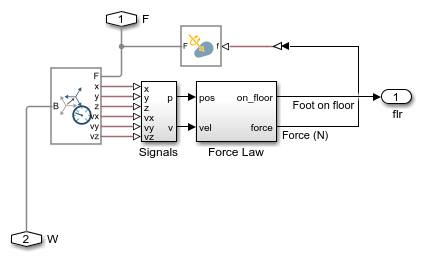 1 F
F f
F
B
x
y
z
vx
vy
vz
x
y
z
vx
vy
vz
p
v
Signals
pos
vel
on_floor
force
Force Law
Foot on floor
Force (N)
1
flr
2 W